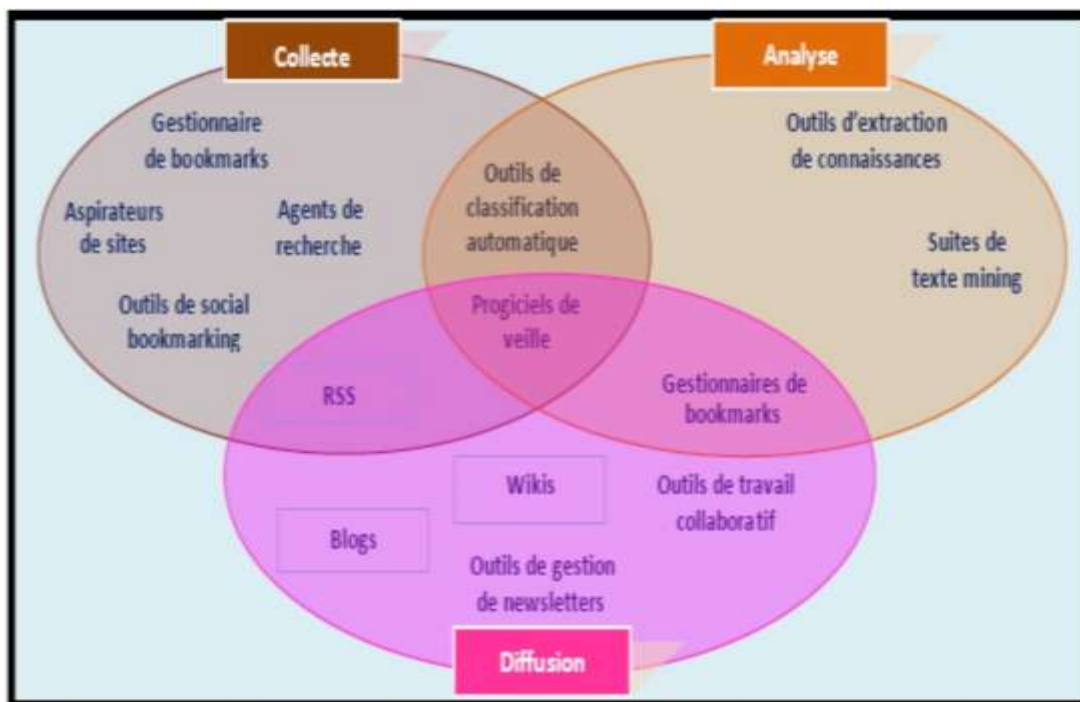 Collecte
Analyse
Gestionnaire
de bookmarks
Outils d'extraction
de connaissances
Outils de
classification
automatique
Aspirateurs
de sites
Agents de
recherche
Suites de
texte mining
Outils de social
bookmarking
Progiciels de
veille
RSS
Gestionnaires de
bookmarks
Wikis
Outils de travail
collaboratif
Blogs
Outils de gestion
de newsletters
Diffusion